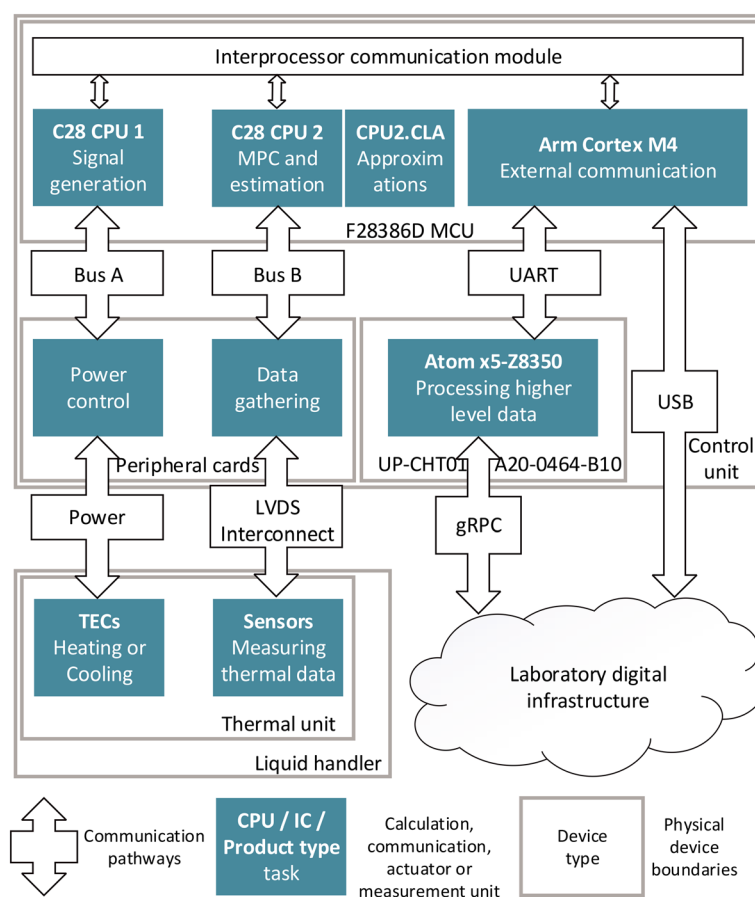 Interprocessor communication module
C28 CPU 1
Signal
generation
C28 CPU 2
MPC and
estimation
CPU2.CLA
Approxim
ations
Arm Cortex M4
External communication
F28386D MCU
Bus A
Bus B
UART
Power
control
Data
gathering
Atom x5-Z8350
Processing higher
level data
USB
Peripheral cards
UP-CHT01
A20-0464-B10
Control
unit
Power
LVDS
Interconnect
gRPC
TECs
Heating or
Cooling
Sensors
Measuring
thermal data
Laboratory digital
infrastructure
Thermal unit
Liquid handler
Communication
pathways
CPU / IC /
Product type
task
Calculation,
communication,
actuator or
measurement unit
Device
type
Physical
device
boundaries